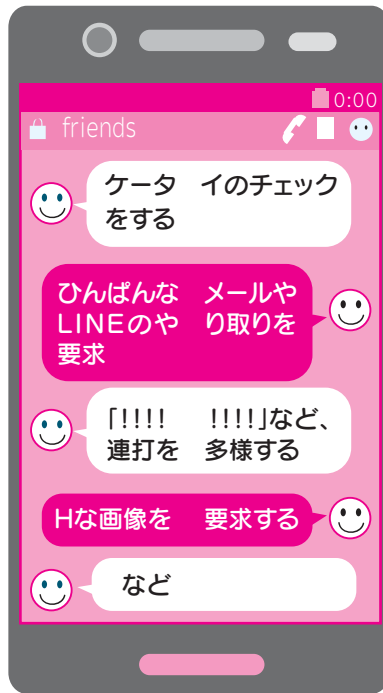 0:00
friends
ケータ　イのチェック
をする
ひんぱんな　メールや
LINEのや　り取りを
要求
「!!!!　!!!!」など、
連打を　多様する
Hな画像を　要求する
など